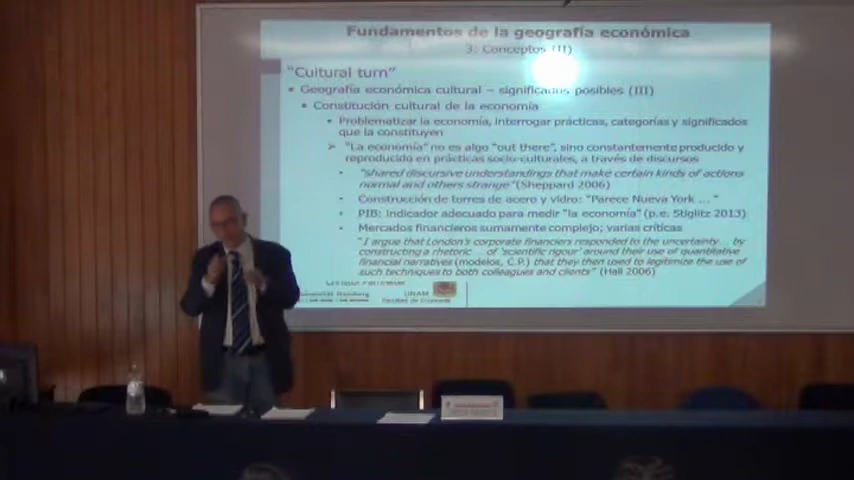 Fundamentos de la geografía económica
3: Conceptos (II)
"Cultural turn"
• Geografía económica cultural – significados posibles (III)
• Constitución cultural de la economía
• Problematizar la economía, interrogar prácticas, categorías y significados
que la constituyen
➢ "La economía" no es algo "out there", sino constantemente producido y
reproducido en prácticas socio-culturales, a través de discursos
• "shared discursive understandings that make certain kinds of actions
normal and others strange" (Sheppard 2006)
• Construcción de torres de acero y vidro: "Parece Nueva York ... "
• PIB: indicador adecuado para medir "la economía" (p.e. Stiglitz 2013)
• Mercados financieros sumamente complejo; varias críticas
"I argue that London's corporate financiers responded to the uncertainty ... by
constructing a rhetoric ... of 'scientific rigour' around their use of quantitative
financial narratives (modelos, C.P.) that they then used to legitimize the use of
such techniques to both colleagues and clients" (Hall 2006)
UNAM
Facultad de Economía